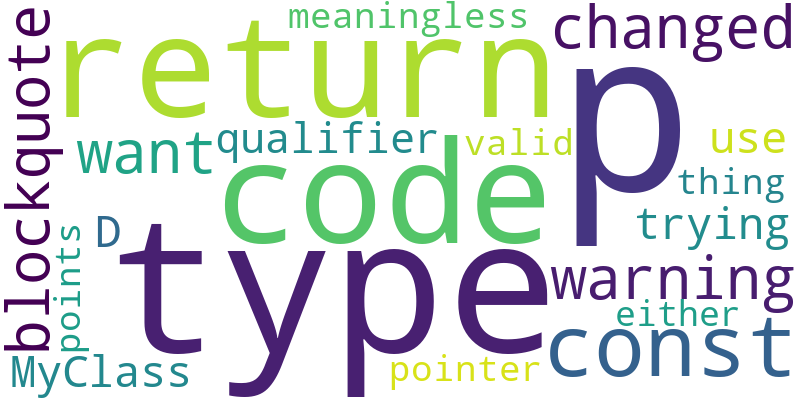 meaningless
changed
return
p
blockquote
want
qualifier
valid
use
code
thing
D
trying
points
type
warning
either
const
MyClass
pointer